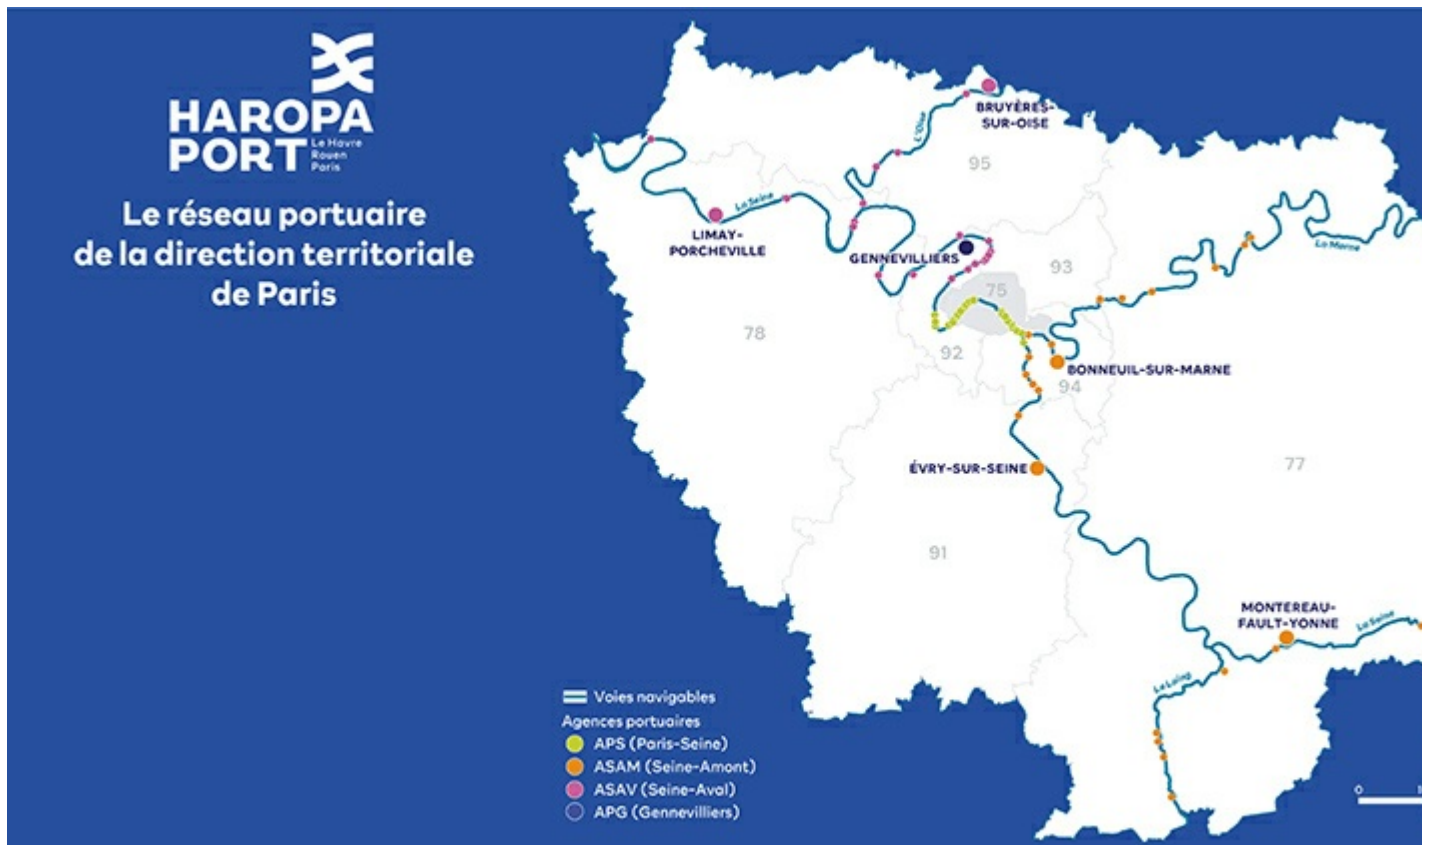 HAROPA
PORT
Le Havre
Rouen
Paris
Le réseau portuaire
de la direction territoriale
de Paris
BRUYÈRES-
SUR-OISE
L'Oise
95
La Seine
LIMAY-
PORCHEVILLE
GENNEVILLIERS
93
La Marne
75
78
92
BONNEUIL-SUR-MARNE
94
ÉVRY-SUR-SEINE
77
91
MONTEREAU-
FAULT-YONNE
La Seine
Le Loing
Voies navigables
Agences portuaires
APS (Paris-Seine)
ASAM (Seine-Amont)
ASAV (Seine-Aval)
APG (Gennevilliers)
0